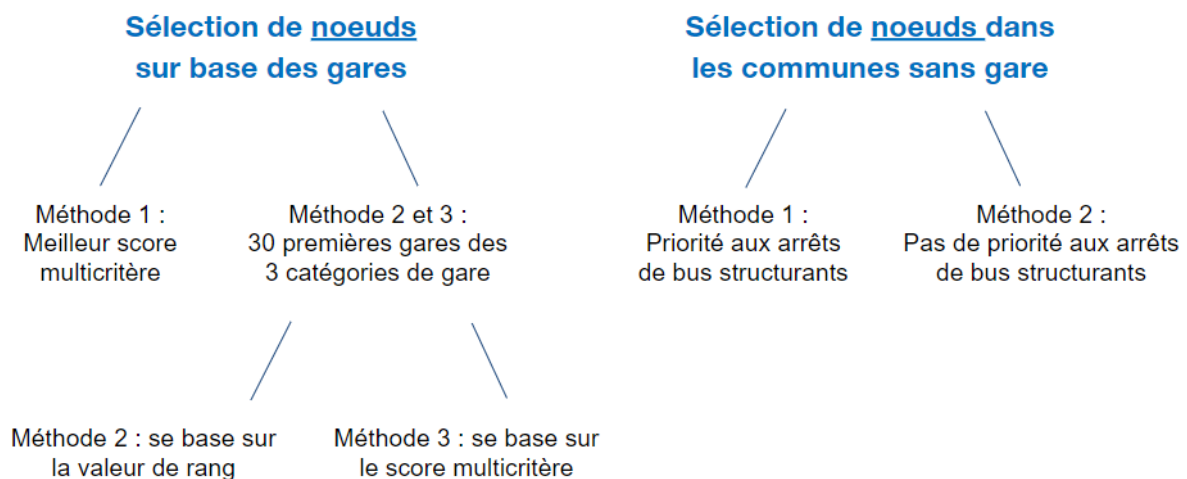 Sélection de noeuds
sur base des gares
Sélection de noeuds dans
les communes sans gare
Méthode 1 :
Meilleur score
multicritère
Méthode 2 et 3 :
30 premières gares des
3 catégories de gare
Méthode 1 :
Priorité aux arrêts
de bus structurants
Méthode 2 :
Pas de priorité aux arrêts
de bus structurants
Méthode 2 : se base sur
la valeur de rang
Méthode 3 : se base sur
le score multicritère